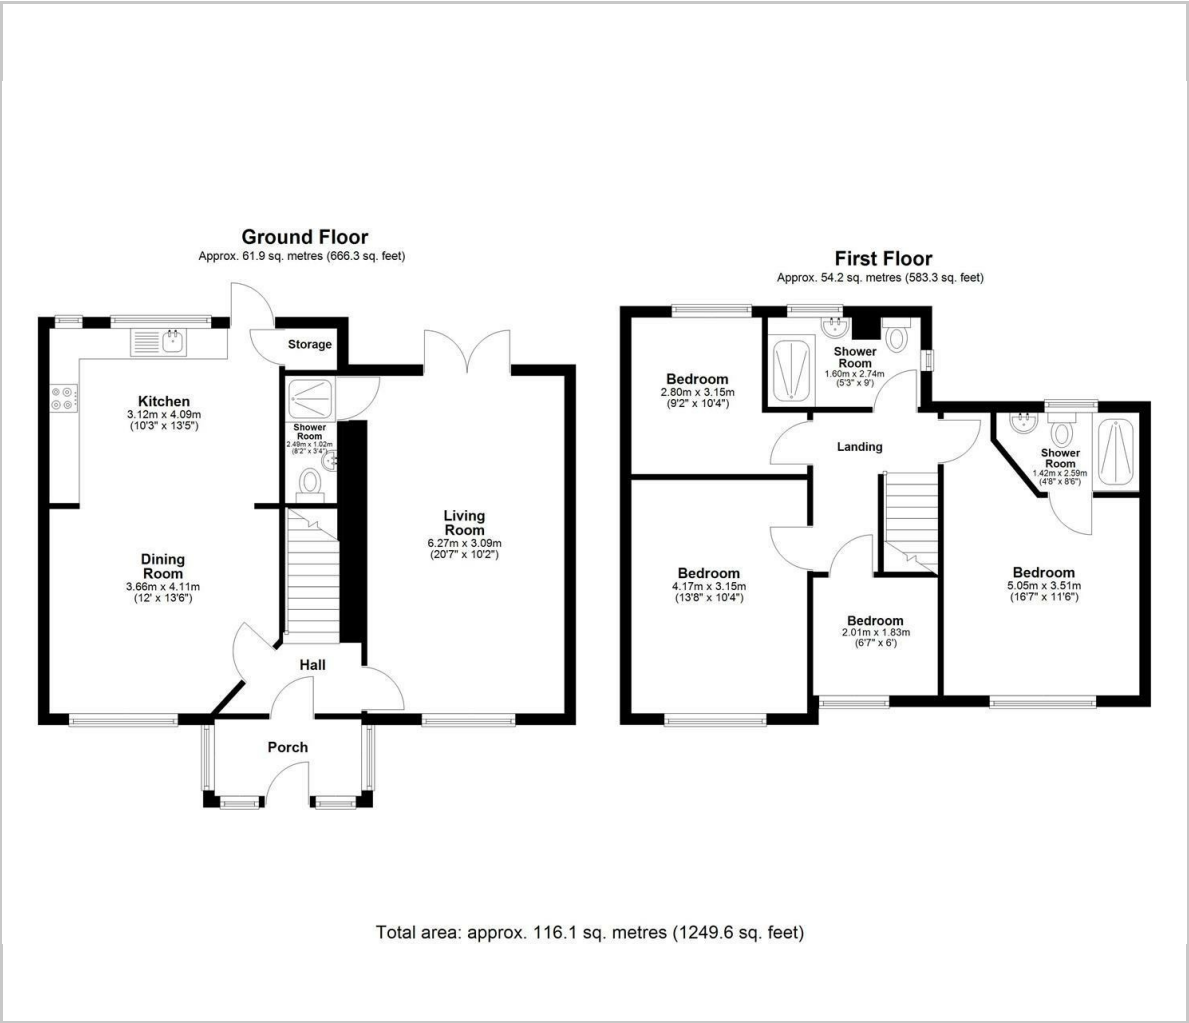 Ground Floor
Approx. 61.9 sq. metres (666.3 sq. feet)
Storage
Kitchen
3.12m x 4.09m
(10'3" x 13'5")
Shower
Room
2.49m x 1.02m
(8'2" x 3'4")
Living
Room
6.27m x 3.09m
(20'7" x 10'2")
Dining
Room
3.66m x 4.11m
(12' x 13'6")
Hall
Porch
First Floor
Approx. 54.2 sq. metres (583.3 sq. feet)
Bedroom
2.80m x 3.15m
(9'2" x 10'4")
Shower
Room
1.60m x 2.74m
(5'3" x 9')
Landing
Shower
Room
1.42m x 2.59m
(4'8" x 8'6")
Bedroom
4.17m x 3.15m
(13'8" x 10'4")
Bedroom
2.01m x 1.83m
(6'7" x 6')
Bedroom
5.05m x 3.51m
(16'7" x 11'6")
Total area: approx. 116.1 sq. metres (1249.6 sq. feet)